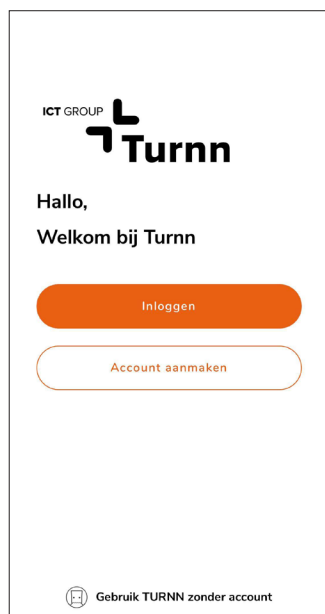 ICT GROUP
Turnn
Hallo,
Welkom bij Turnn
Inloggen
Account aanmaken
Gebruik TURNN zonder account